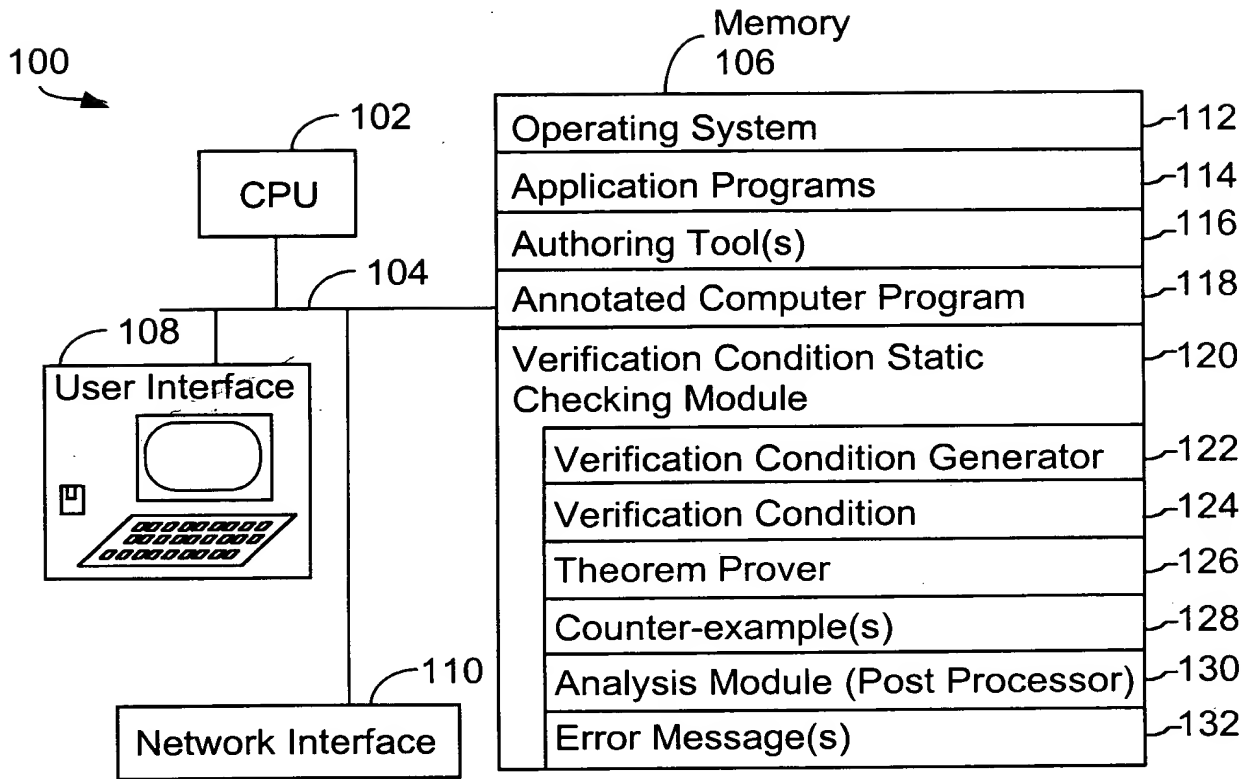 Memory
106
100
102
CPU
104
108
User Interface
110
Network Interface
Operating System
112
Application Programs
114
Authoring Tool(s)
116
Annotated Computer Program
118
Verification Condition Static
Checking Module
120
Verification Condition Generator
122
Verification Condition
124
Theorem Prover
126
Counter-example(s)
128
Analysis Module (Post Processor)
130
Error Message(s)
132